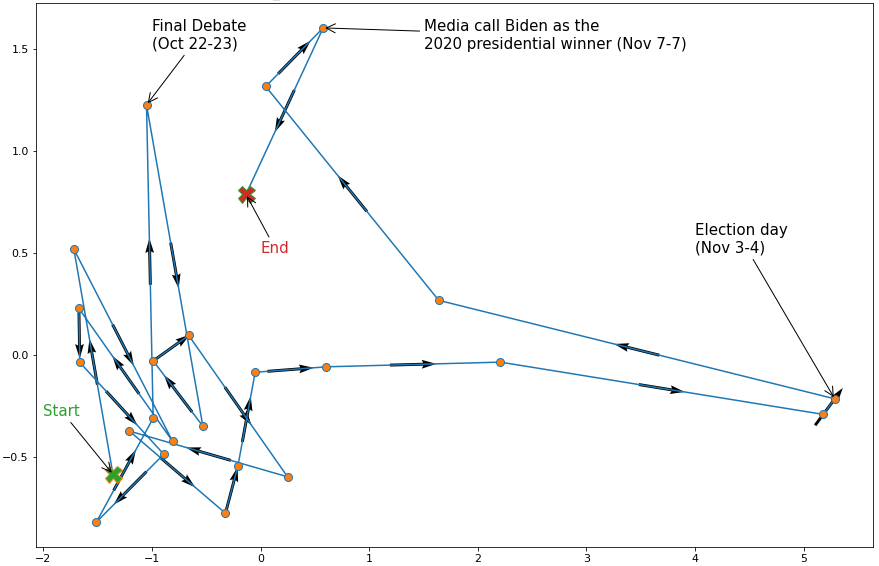 Final Debate
(Oct 22-23)
Media call Biden as the
2020 presidential winner (Nov 7-7)
Election day
(Nov 3-4)
End
Start
1.5
1.0
0.5
0.0
−0.5
−2
−1
0
1
2
3
4
5